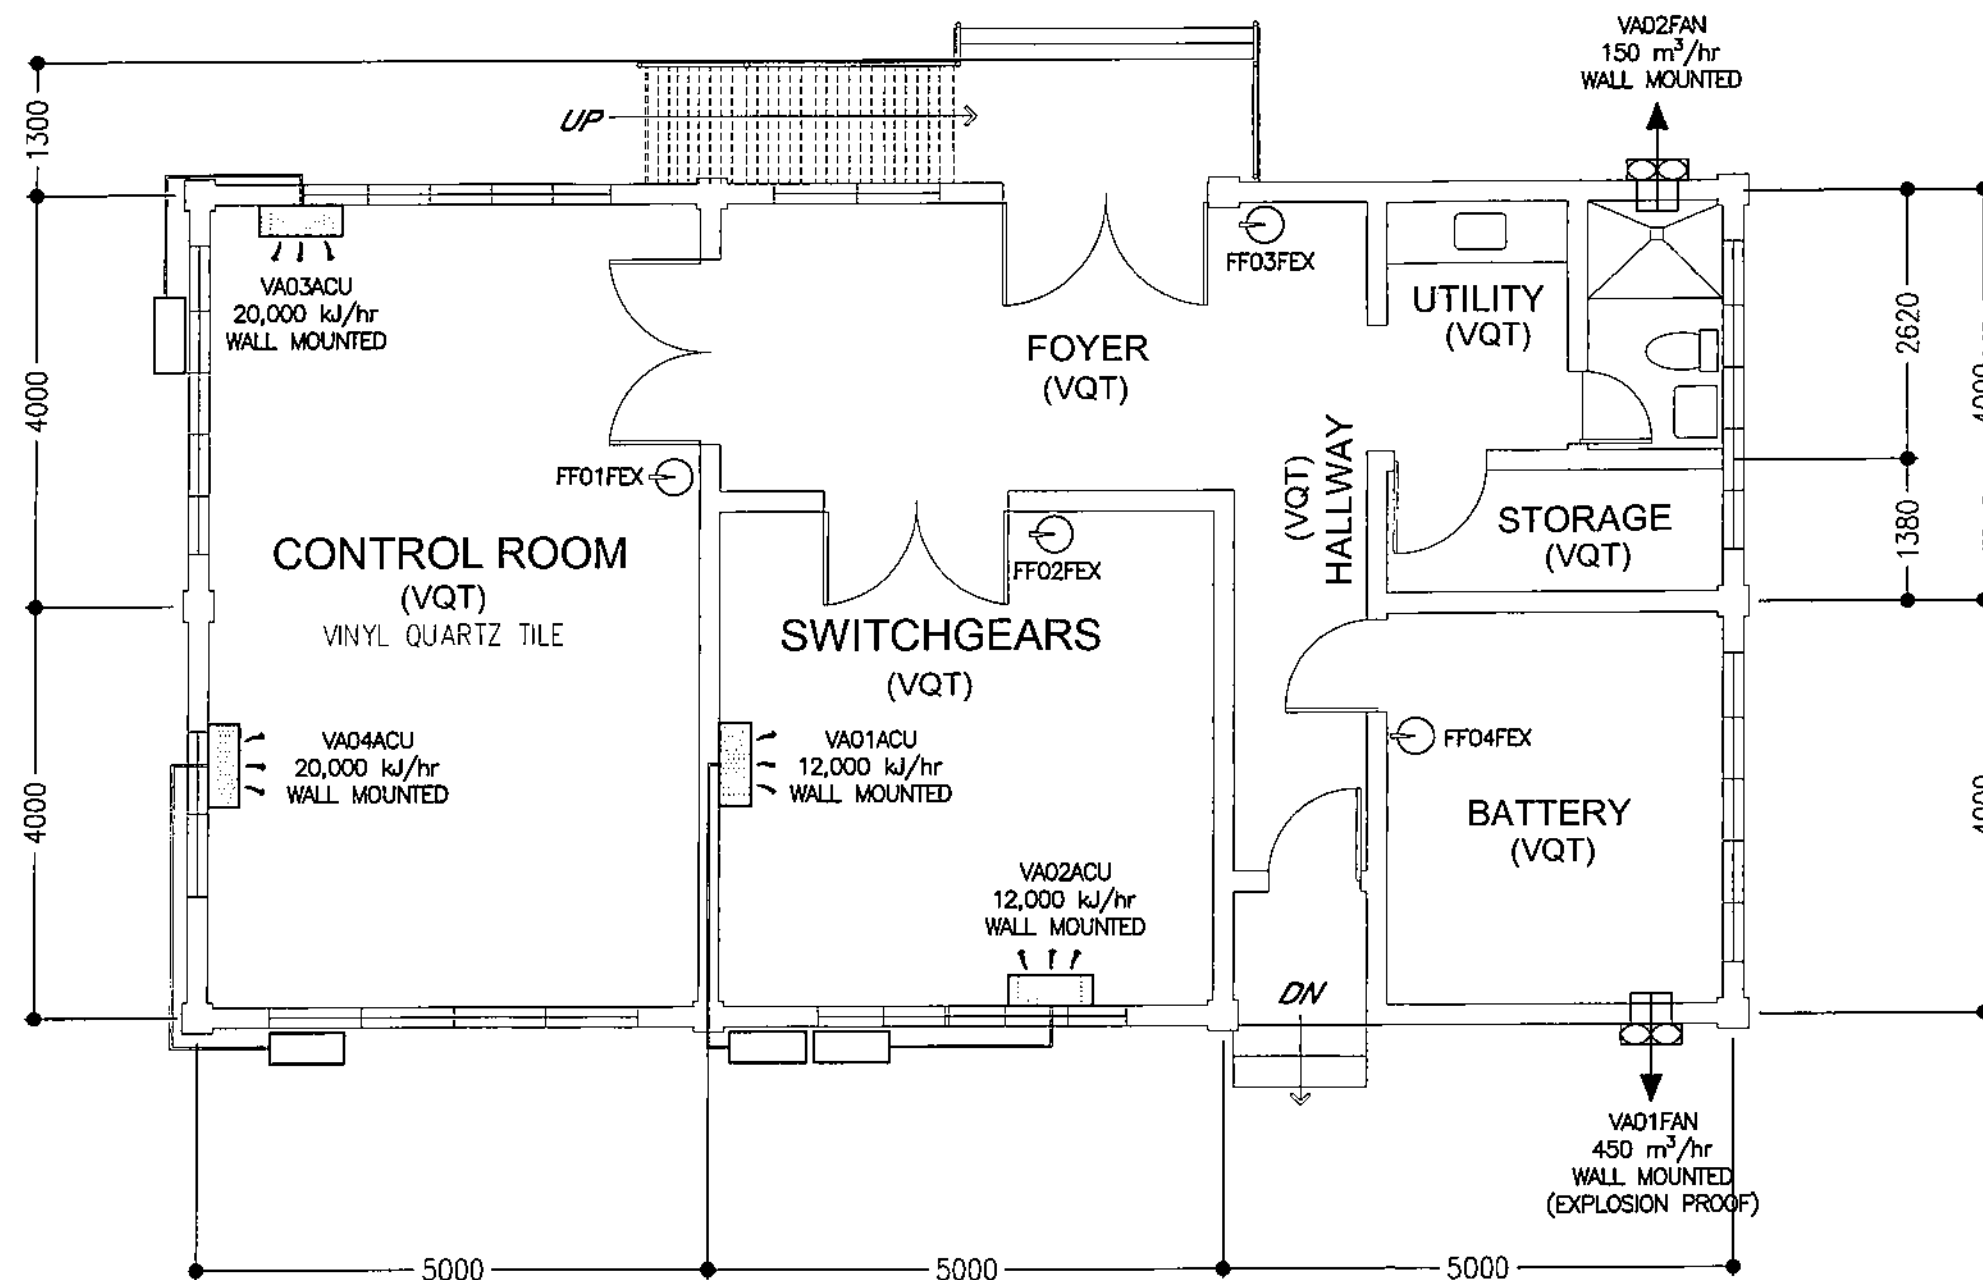 VA02FAN
150 m³/hr
WALL MOUNTED
1300
UP
VA03ACU
20,000 kJ/hr
WALL MOUNTED
FF03FEX
UTILITY
(VQT)
FOYER
(VQT)
4000
2620
4000
FF01FEX
(VQT)
HALLWAY
CONTROL ROOM
(VQT)
VINYL QUARTZ TILE
FF02FEX
STORAGE
(VQT)
1380
SWITCHGEARS
(VQT)
VA04ACU
20,000 kJ/hr
WALL MOUNTED
VA01ACU
12,000 kJ/hr
WALL MOUNTED
FF04FEX
4000
4000
BATTERY
(VQT)
VA02ACU
12,000 kJ/hr
WALL MOUNTED
DN
VA01FAN
450 m³/hr
WALL MOUNTED
(EXPLOSION PROOF)
5000
5000
5000